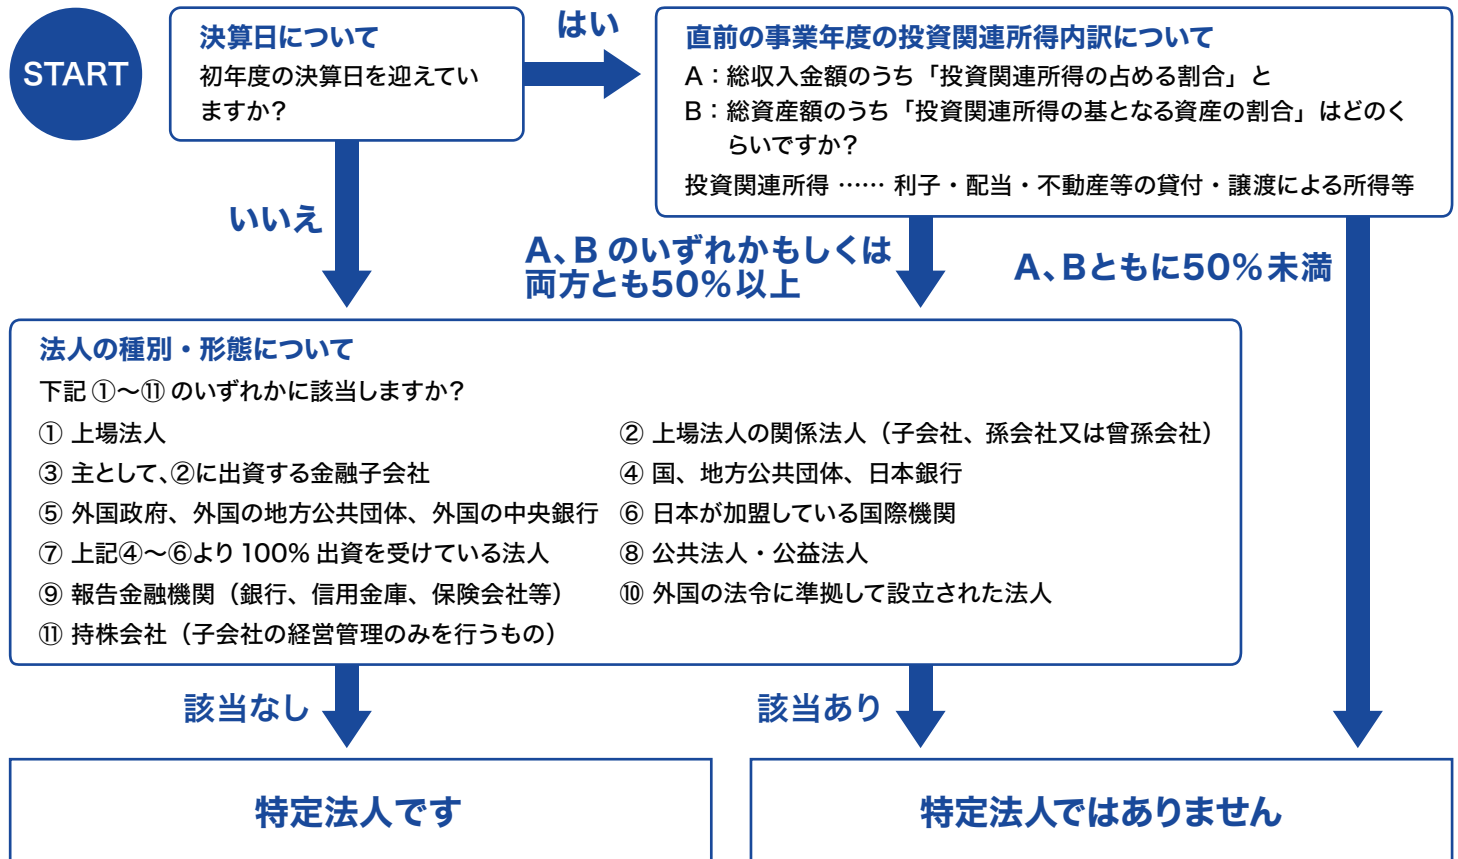 START
決算日について
初年度の決算日を迎えてい
ますか？
はい
直前の事業年度の投資関連所得内訳について
A：総収入金額のうち「投資関連所得の占める割合」と
B：総資産額のうち「投資関連所得の基となる資産の割合」はどのく
らいですか？
投資関連所得 …… 利子・配当・不動産等の貸付・譲渡による所得等
いいえ
A、B のいずれかもしくは
両方とも50％以上
A、Bともに50％未満
法人の種別・形態について
下記 ①～⑪ のいずれかに該当しますか？
① 上場法人
② 上場法人の関係法人（子会社、孫会社又は曾孫会社）
③ 主として、②に出資する金融子会社
④ 国、地方公共団体、日本銀行
⑤ 外国政府、外国の地方公共団体、外国の中央銀行
⑥ 日本が加盟している国際機関
⑦ 上記④～⑥より 100% 出資を受けている法人
⑧ 公共法人・公益法人
⑨ 報告金融機関（銀行、信用金庫、保険会社等）
⑩ 外国の法令に準拠して設立された法人
⑪ 持株会社（子会社の経営管理のみを行うもの）
該当なし
該当あり
特定法人です
特定法人ではありません